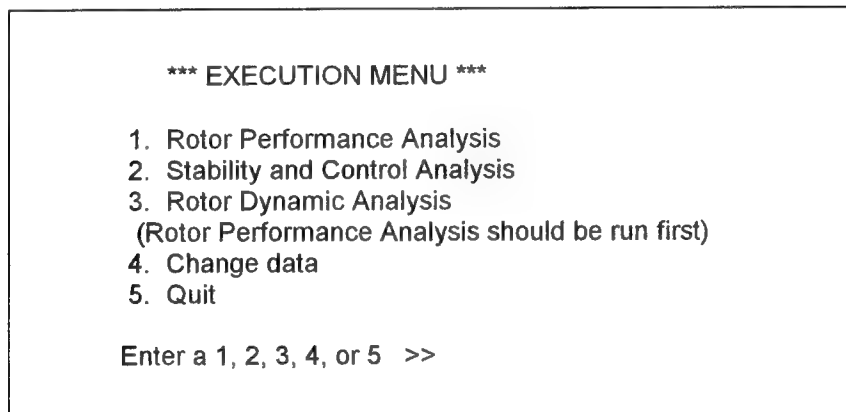 *** EXECUTION MENU ***
1. Rotor Performance Analysis
2. Stability and Control Analysis
3. Rotor Dynamic Analysis
(Rotor Performance Analysis should be run first)
4. Change data
5. Quit
Enter a 1, 2, 3, 4, or 5 >>